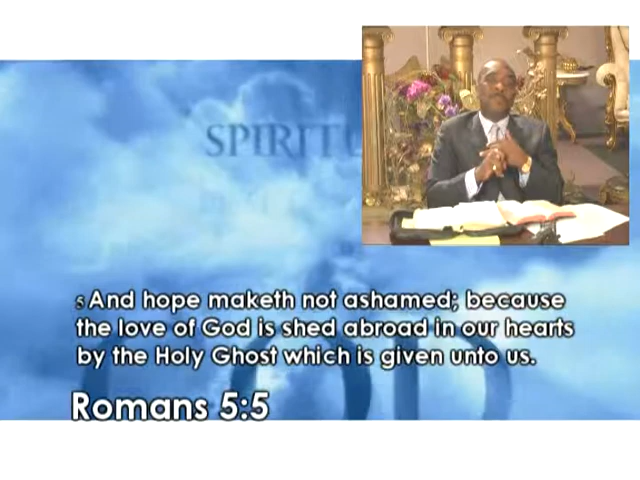 SPIRITU
5 And hope maketh not ashamed; because
the love of God is shed abroad in our hearts
by the Holy Ghost which is given unto us.
Romans 5:5